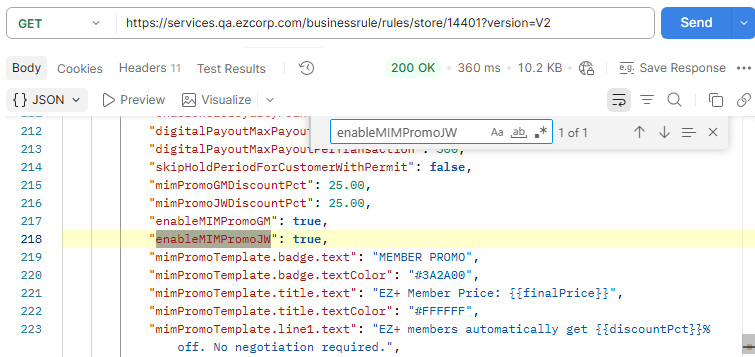 GET https://services.qa.ezcorp.com/businessrule/rules/store/14401?version=V2 Send
Body Cookies Headers 11 Test Results 200 OK 360 ms 10.2 KB e.g. Save Response
{} JSON Preview Visualize
enableMIMPromoJW Aa ab 1 of 1
212 "digitalPayoutMaxPayou
213 "digitalPayoutMaxPayoutPerTransaction": 500,
214 "skipHoldPeriodForCustomerWithPermit": false,
215 "mimPromoGMDiscountPct": 25.00,
216 "mimPromoJWDiscountPct": 25.00,
217 "enableMIMPromoGM": true,
218 "enableMIMPromoJW": true,
219 "mimPromoTemplate.badge.text": "MEMBER PROMO",
220 "mimPromoTemplate.badge.textColor": "#3A2A00",
221 "mimPromoTemplate.title.text": "EZ+ Member Price: {{finalPrice}}",
222 "mimPromoTemplate.title.textColor": "#FFFFFF",
223 "mimPromoTemplate.line1.text": "EZ+ members automatically get {{discountPct}}%
off. No negotiation required.",